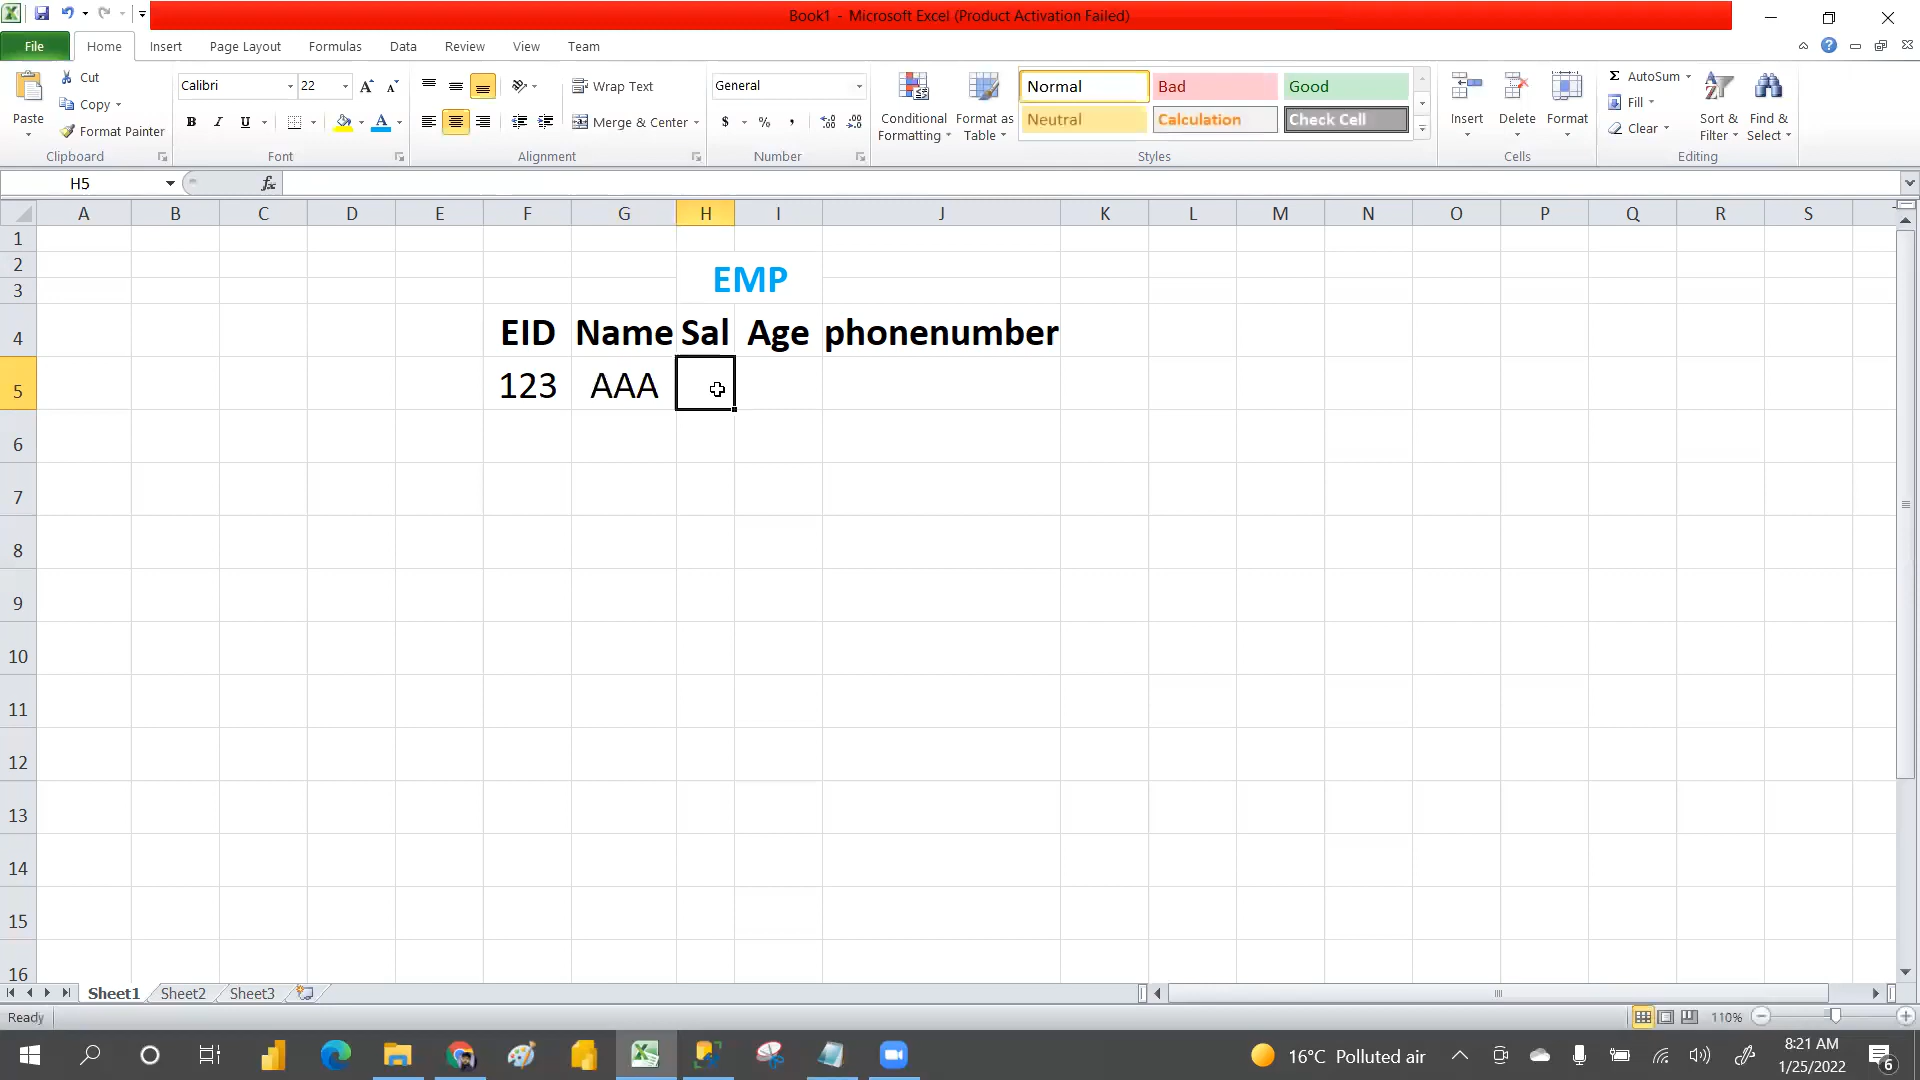 Book1 - Microsoft Excel (Product Activation Failed)
File Home Insert Page Layout Formulas Data Review View Team
Paste
Cut
Copy
Format Painter
Clipboard
Calibri 22
B I U
Font
Wrap Text
Merge & Center
Alignment
General
$ % ,
Number
Conditional Formatting
Format as Table
Normal Bad Good
Neutral Calculation Check Cell
Styles
Insert Delete Format
Cells
Σ AutoSum
Fill
Clear
Sort & Filter
Find & Select
Editing
H5 fx
A B C D E F G H I J K L M N O P Q R S
1
2
EMP
3
4 EID Name Sal Age phonenumber
5 123 AAA
6
7
8
9
10
11
12
13
14
15
16
Sheet1 Sheet2 Sheet3
Ready 110%
16°C Polluted air
8:21 AM
1/25/2022
6